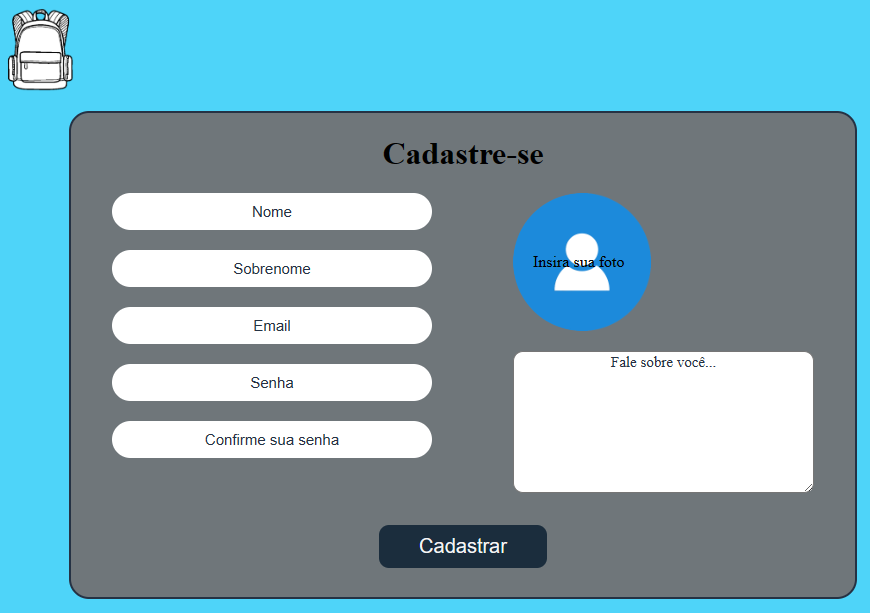 Cadastre-se
Nome
Sobrenome
Email
Senha
Confirme sua senha
Insira sua foto
Fale sobre você...
Cadastrar